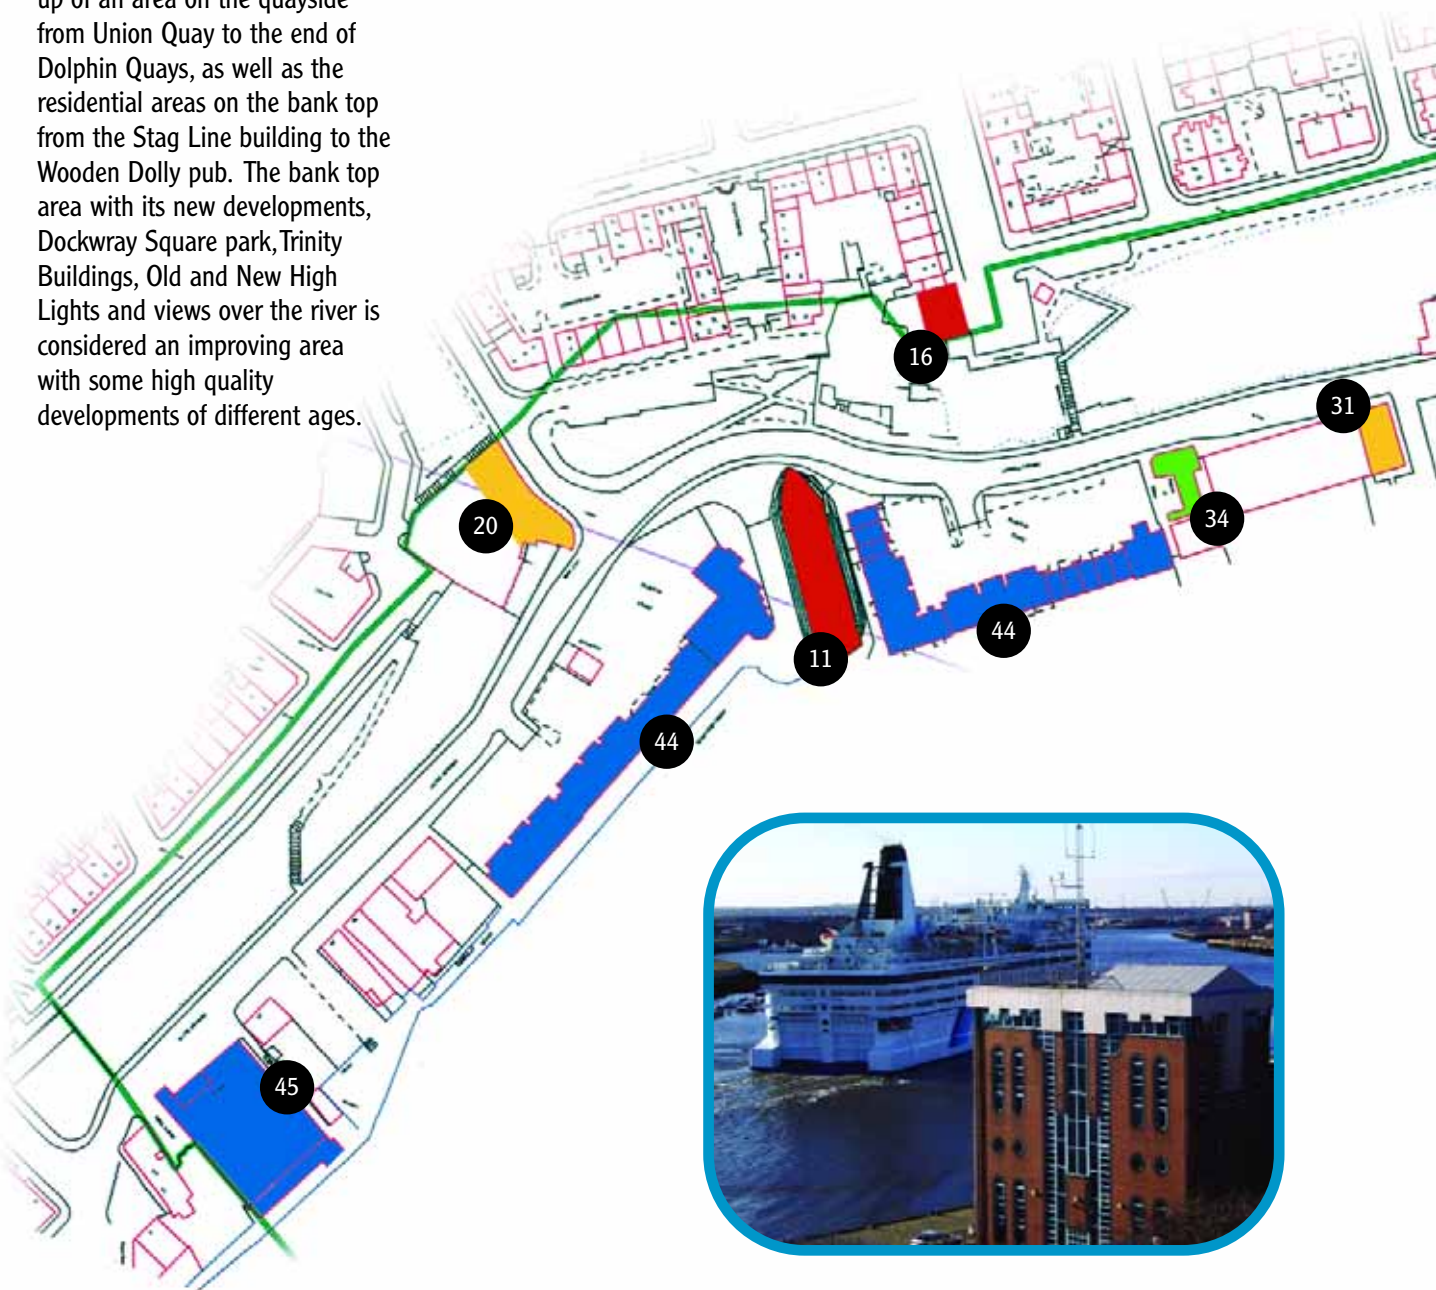 up of an area on the quayside
from Union Quay to the end of
Dolphin Quays, as well as the
residential areas on the bank top
from the Stag Line building to the
Wooden Dolly pub. The bank top
area with its new developments,
Dockwray Square park, Trinity
Buildings, Old and New High
Lights and views over the river is
considered an improving area
with some high quality
developments of different ages.
16
31
20
34
44
11
44
45